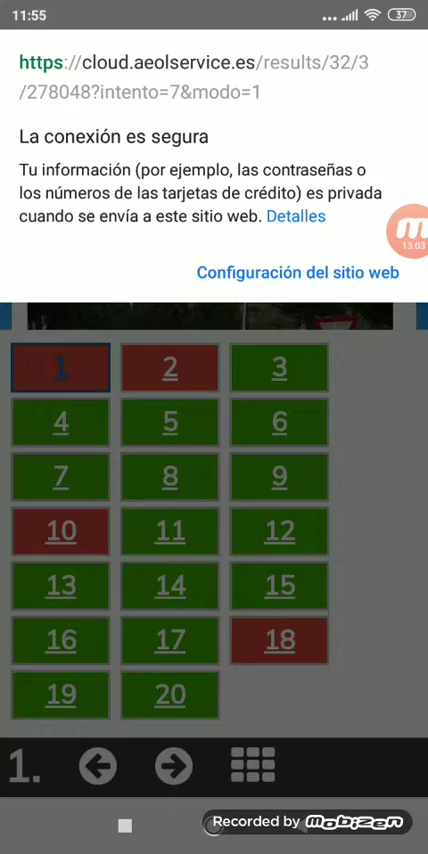 11:55
37
https://cloud.aeolservice.es/results/32/3
/278048?intento=7&modo=1
La conexión es segura
Tu información (por ejemplo, las contraseñas o
los números de las tarjetas de crédito) es privada
cuando se envía a este sitio web. Detalles
13:03
Configuración del sitio web
1 2 3
4 5 6
7 8 9
10 11 12
13 14 15
16 17 18
19 20
1.
Recorded by mobizen